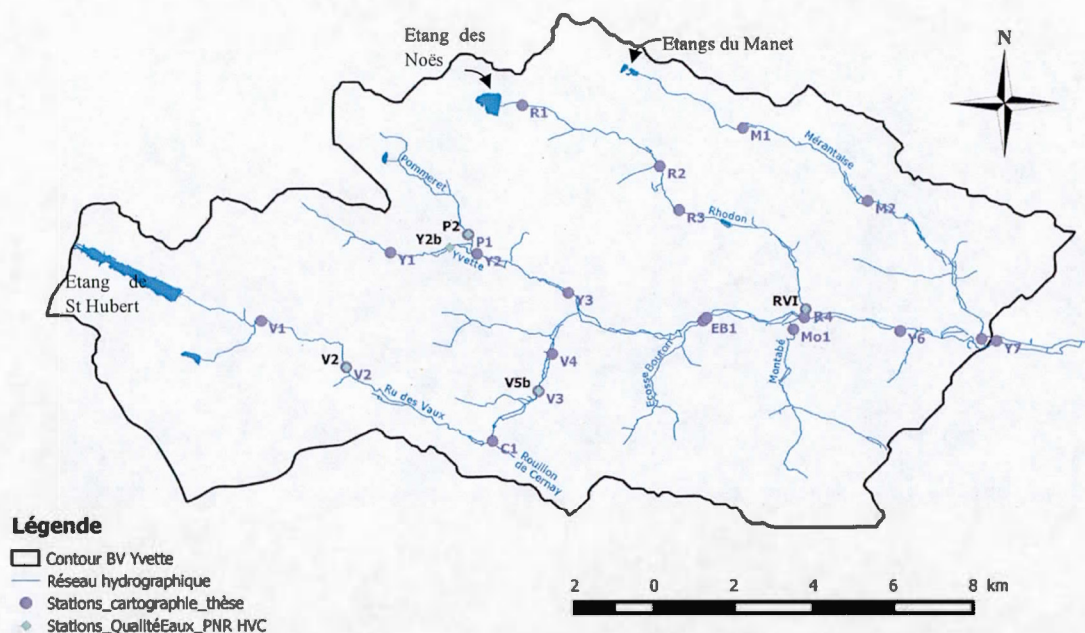 Etang des
Noës
Etangs du Manet
N
R1
M1
Mérantaise
Pommeret
R2
M2
R3
Rhodon
P2
P1
Y2b
Yvette
Y2
Y1
Etang de
St Hubert
Y3
RVI
R4
EB1
Mo1
Y6
Y7
V1
V4
Ecosse Bouton
Montabé
V2
V2
V5b
V3
Ru des Vaux
C1
Rouillon
de Cernay
Légende
Contour BV Yvette
Réseau hydrographique
Stations_cartographie_thèse
Stations_QualitéEaux_PNR HVC
2 0 2 4 6 8 km